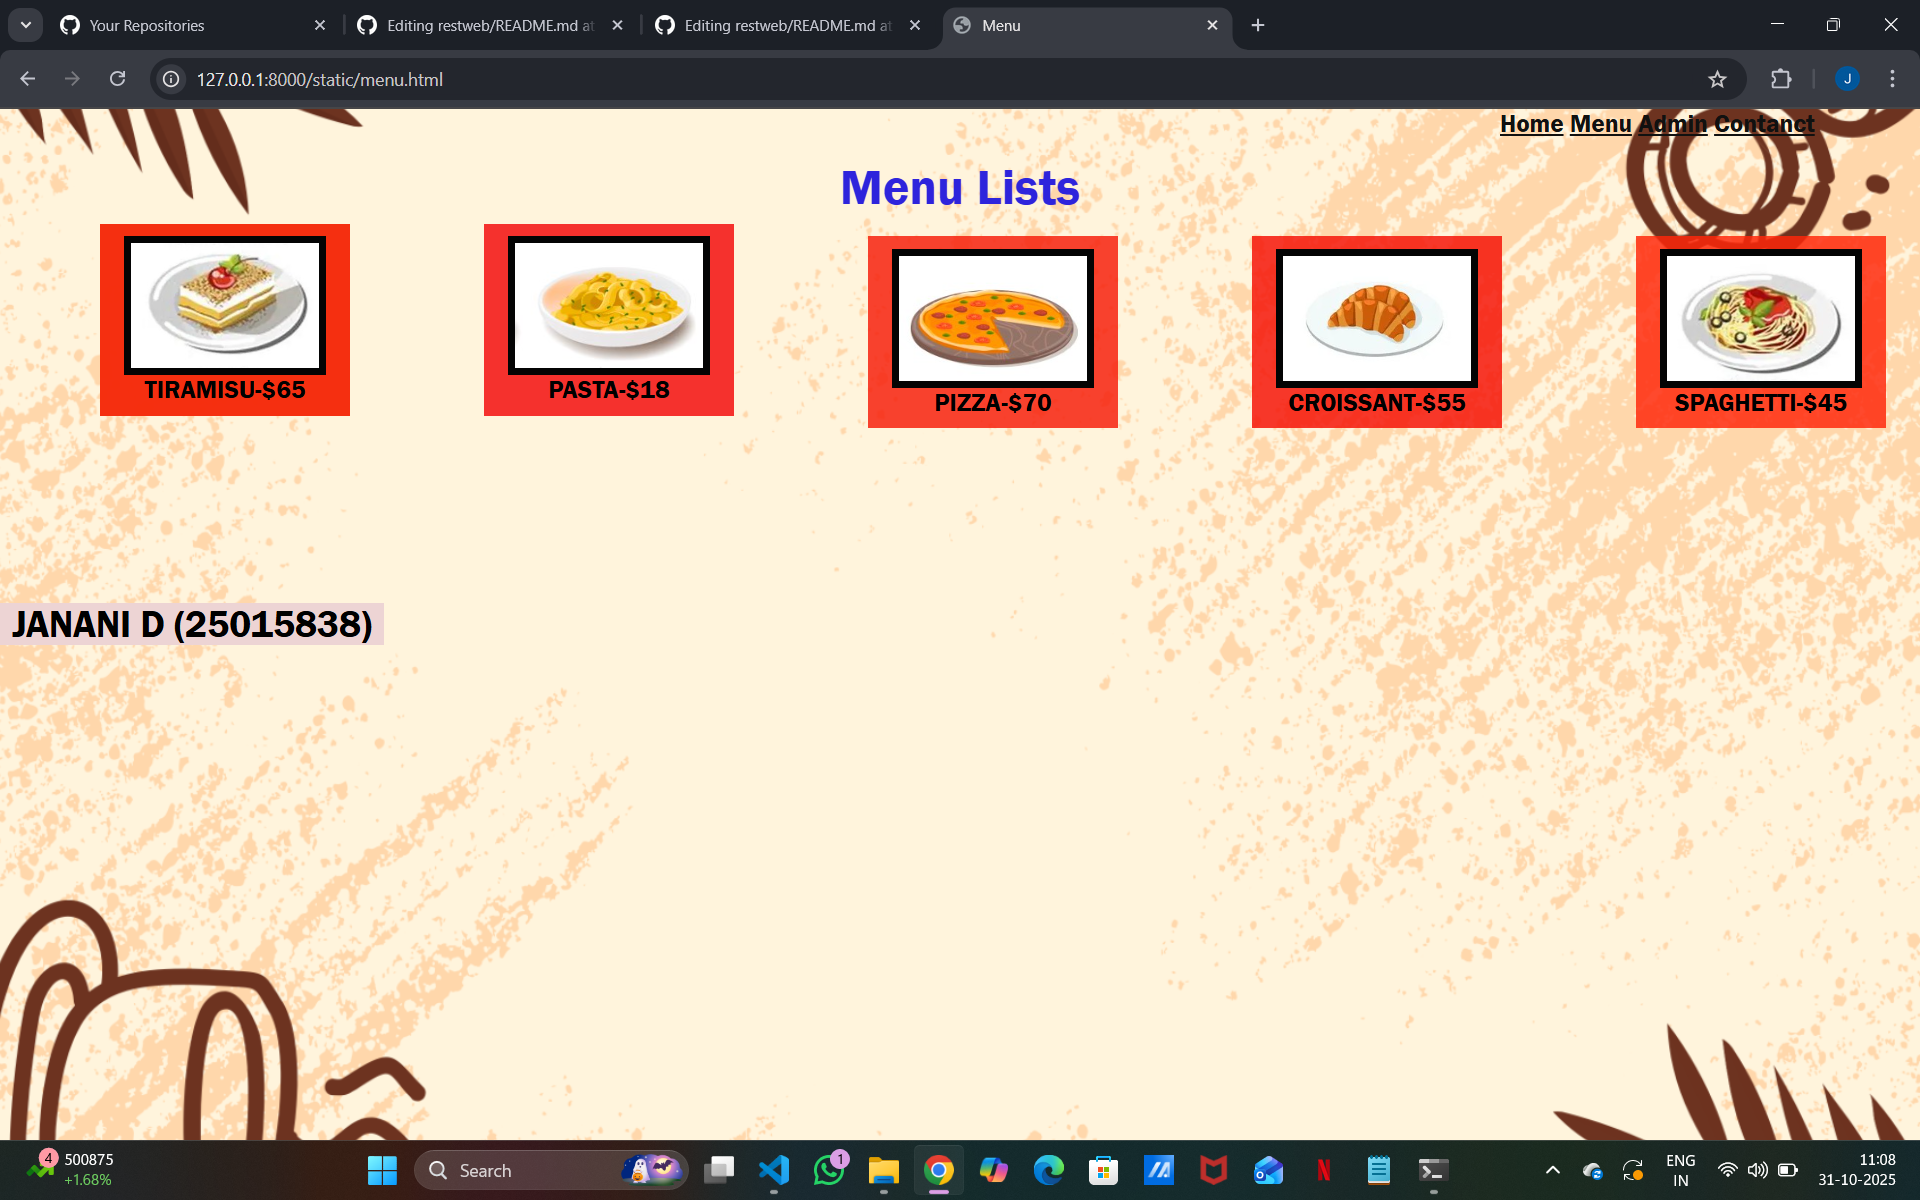 Your Repositories
Editing restweb/README.md at
Editing restweb/README.md at
Menu
127.0.0.1:8000/static/menu.html
J
Home Menu Admin Contanct
Menu Lists
TIRAMISU-$65
PASTA-$18
PIZZA-$70
CROISSANT-$55
SPAGHETTI-$45
JANANI D (25015838)
4
500875
+1.68%
Search
1
N
ENG
IN
11:08
31-10-2025